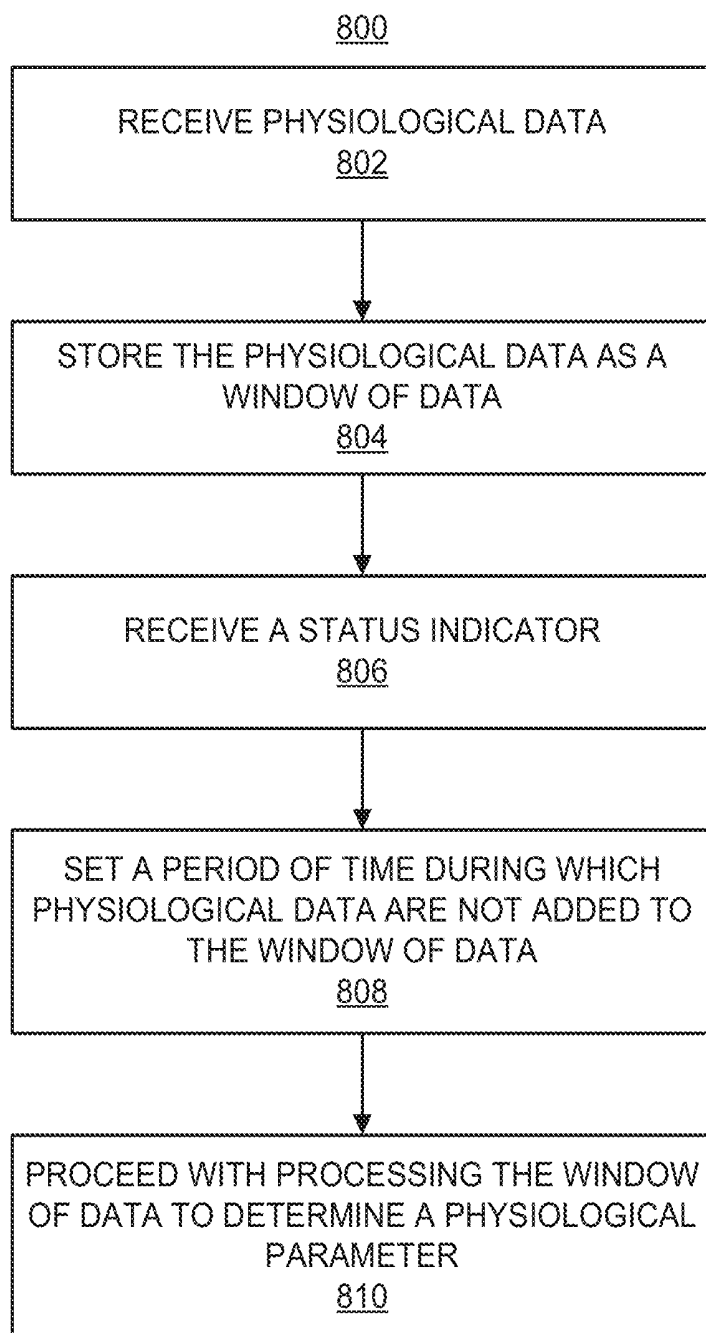 800
RECEIVE PHYSIOLOGICAL DATA
802
STORE THE PHYSIOLOGICAL DATA AS A
WINDOW OF DATA
804
RECEIVE A STATUS INDICATOR
806
SET A PERIOD OF TIME DURING WHICH
PHYSIOLOGICAL DATA ARE NOT ADDED TO
THE WINDOW OF DATA
808
PROCEED WITH PROCESSING THE WINDOW
OF DATA TO DETERMINE A PHYSIOLOGICAL
PARAMETER
810